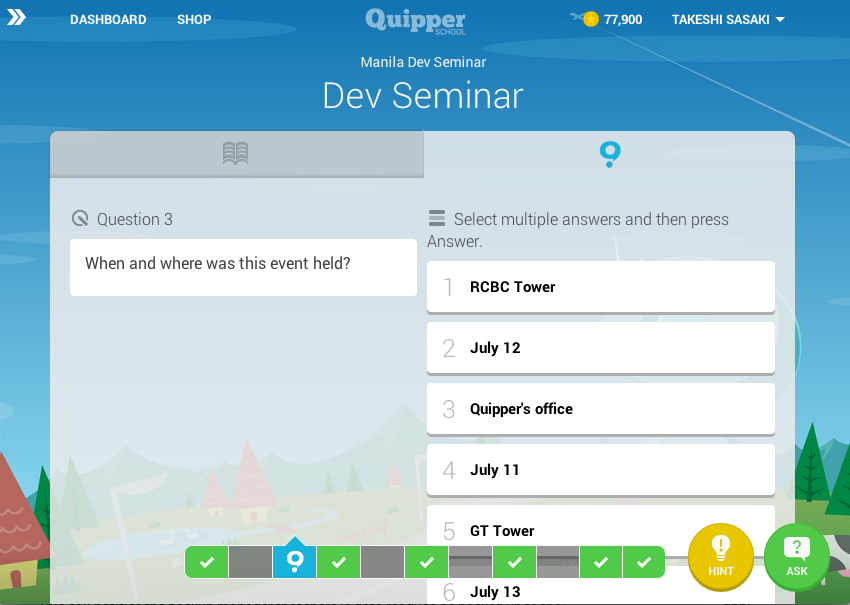 DASHBOARD
SHOP
Quipper
SCHOOL
77,900
TAKESHI SASAKI
Manila Dev Seminar
Dev Seminar
Question 3
When and where was this event held?
Select multiple answers and then press
Answer.
1 RCBC Tower
2 July 12
3 Quipper's office
4 July 11
5 GT Tower
6 July 13
HINT
ASK